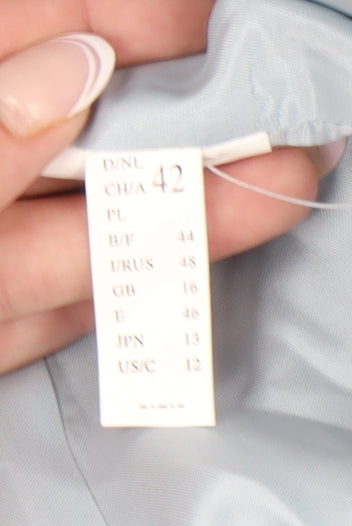 D/NL
CH/A 42
PL
B/F 44
I/RUS 48
GB 16
E 46
JPN 13
US/C 12